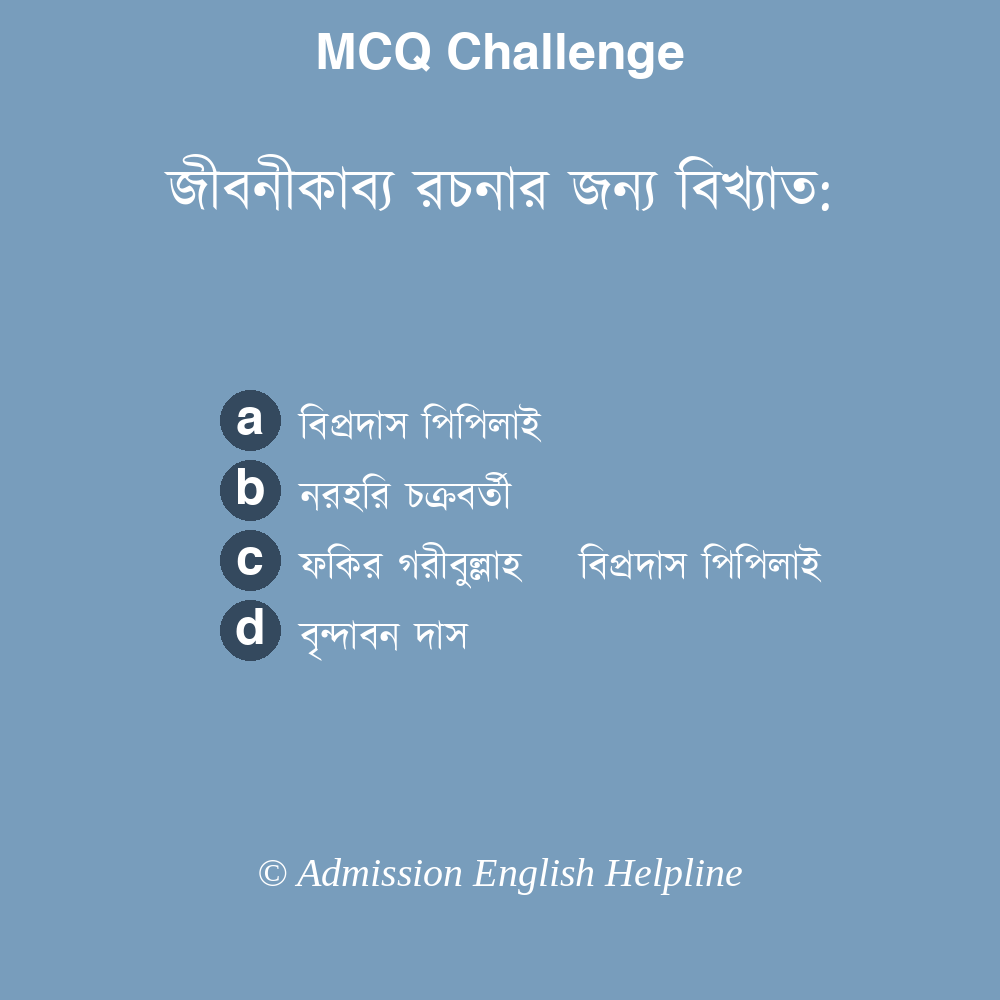 MCQ Challenge
জীবনীকাব্য রচনার জন্য বিখ্যাত:
a বিপ্রদাস পিপিলাই
b নরহরি চক্রবর্তী
c ফকির গরীবুল্লাহ বিপ্রদাস পিপিলাই
d বৃন্দাবন দাস
© Admission English Helpline